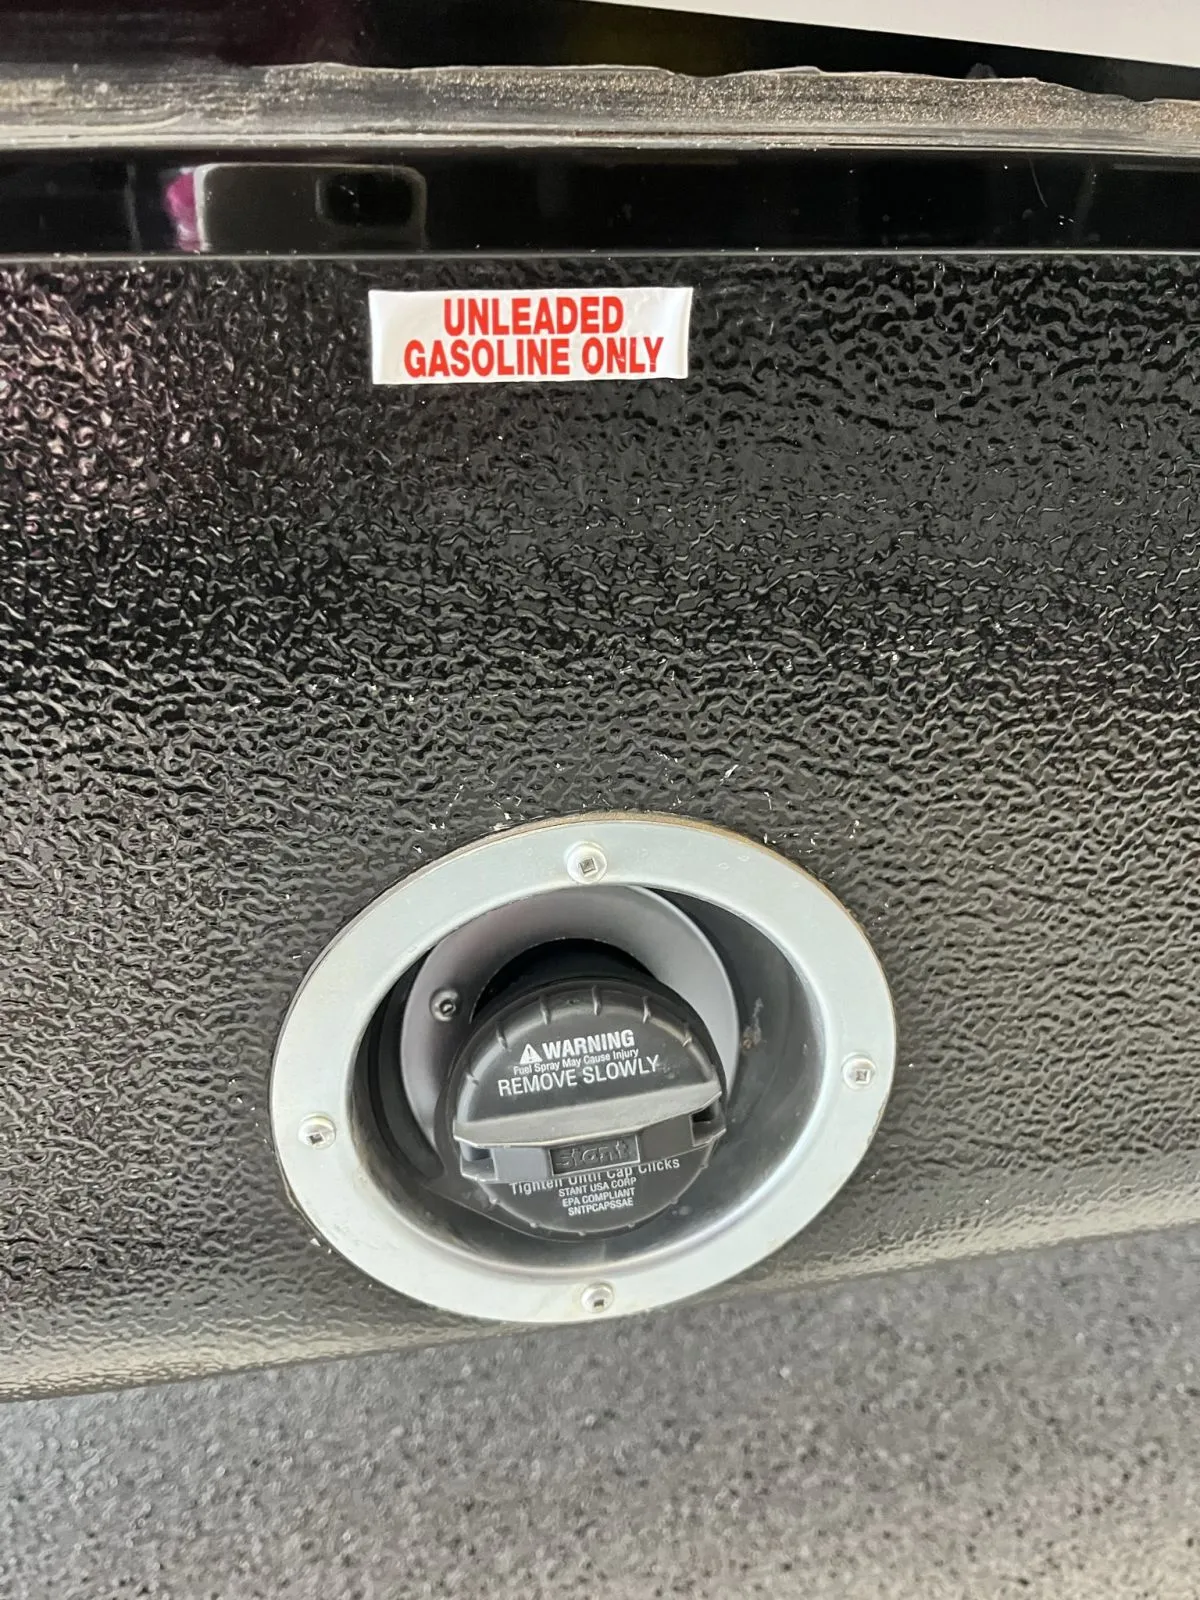 UNLEADED
GASOLINE ONLY
WARNING
Fuel Spray May Cause Injury
REMOVE SLOWLY
stant
Tighten Until Cap Clicks
STANT USA CORP
EPA COMPLIANT
SNTPCAPSSAE